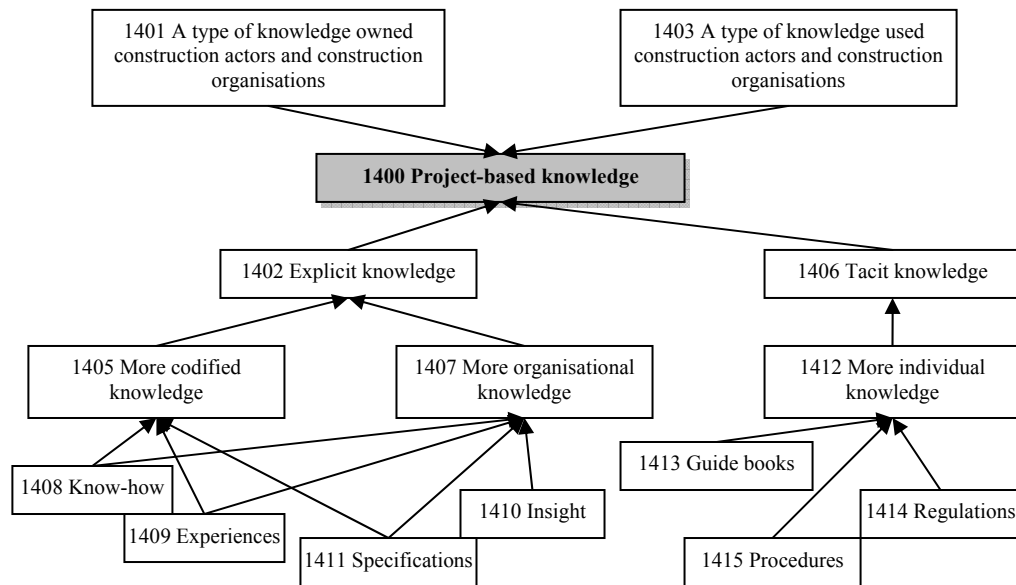 1401 A type of knowledge owned
construction actors and construction
organisations
1403 A type of knowledge used
construction actors and construction
organisations
1400 Project-based knowledge
1402 Explicit knowledge
1406 Tacit knowledge
1405 More codified
knowledge
1407 More organisational
knowledge
1412 More individual
knowledge
1413 Guide books
1408 Know-how
1410 Insight
1414 Regulations
1409 Experiences
1411 Specifications
1415 Procedures